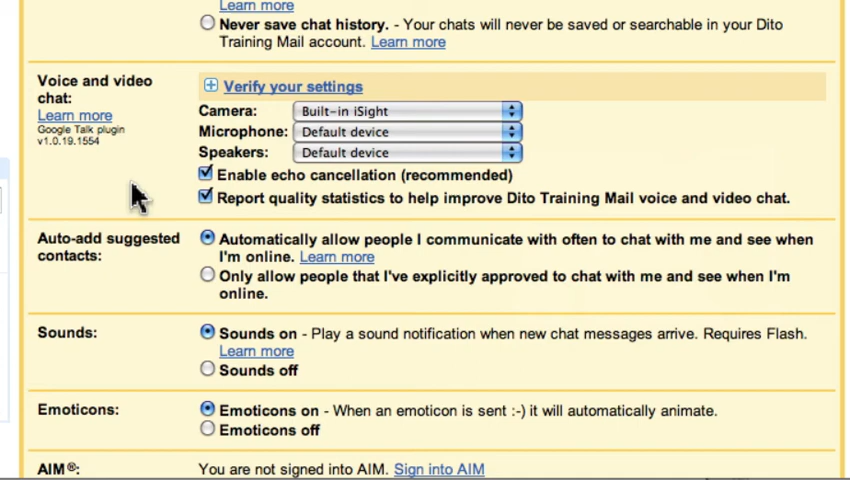 Learn more
Never save chat history. - Your chats will never be saved or searchable in your Dito
Training Mail account. Learn more
Voice and video
chat:
Learn more
Google Talk plugin
v1.0.19.1554
Verify your settings
Camera: Built-in iSight
Microphone: Default device
Speakers: Default device
Enable echo cancellation (recommended)
Report quality statistics to help improve Dito Training Mail voice and video chat.
Auto-add suggested
contacts:
Automatically allow people I communicate with often to chat with me and see when
I'm online. Learn more
Only allow people that I've explicitly approved to chat with me and see when I'm
online.
Sounds:
Sounds on - Play a sound notification when new chat messages arrive. Requires Flash.
Learn more
Sounds off
Emoticons:
Emoticons on - When an emoticon is sent :-) it will automatically animate.
Emoticons off
AIM®: You are not signed into AIM. Sign into AIM